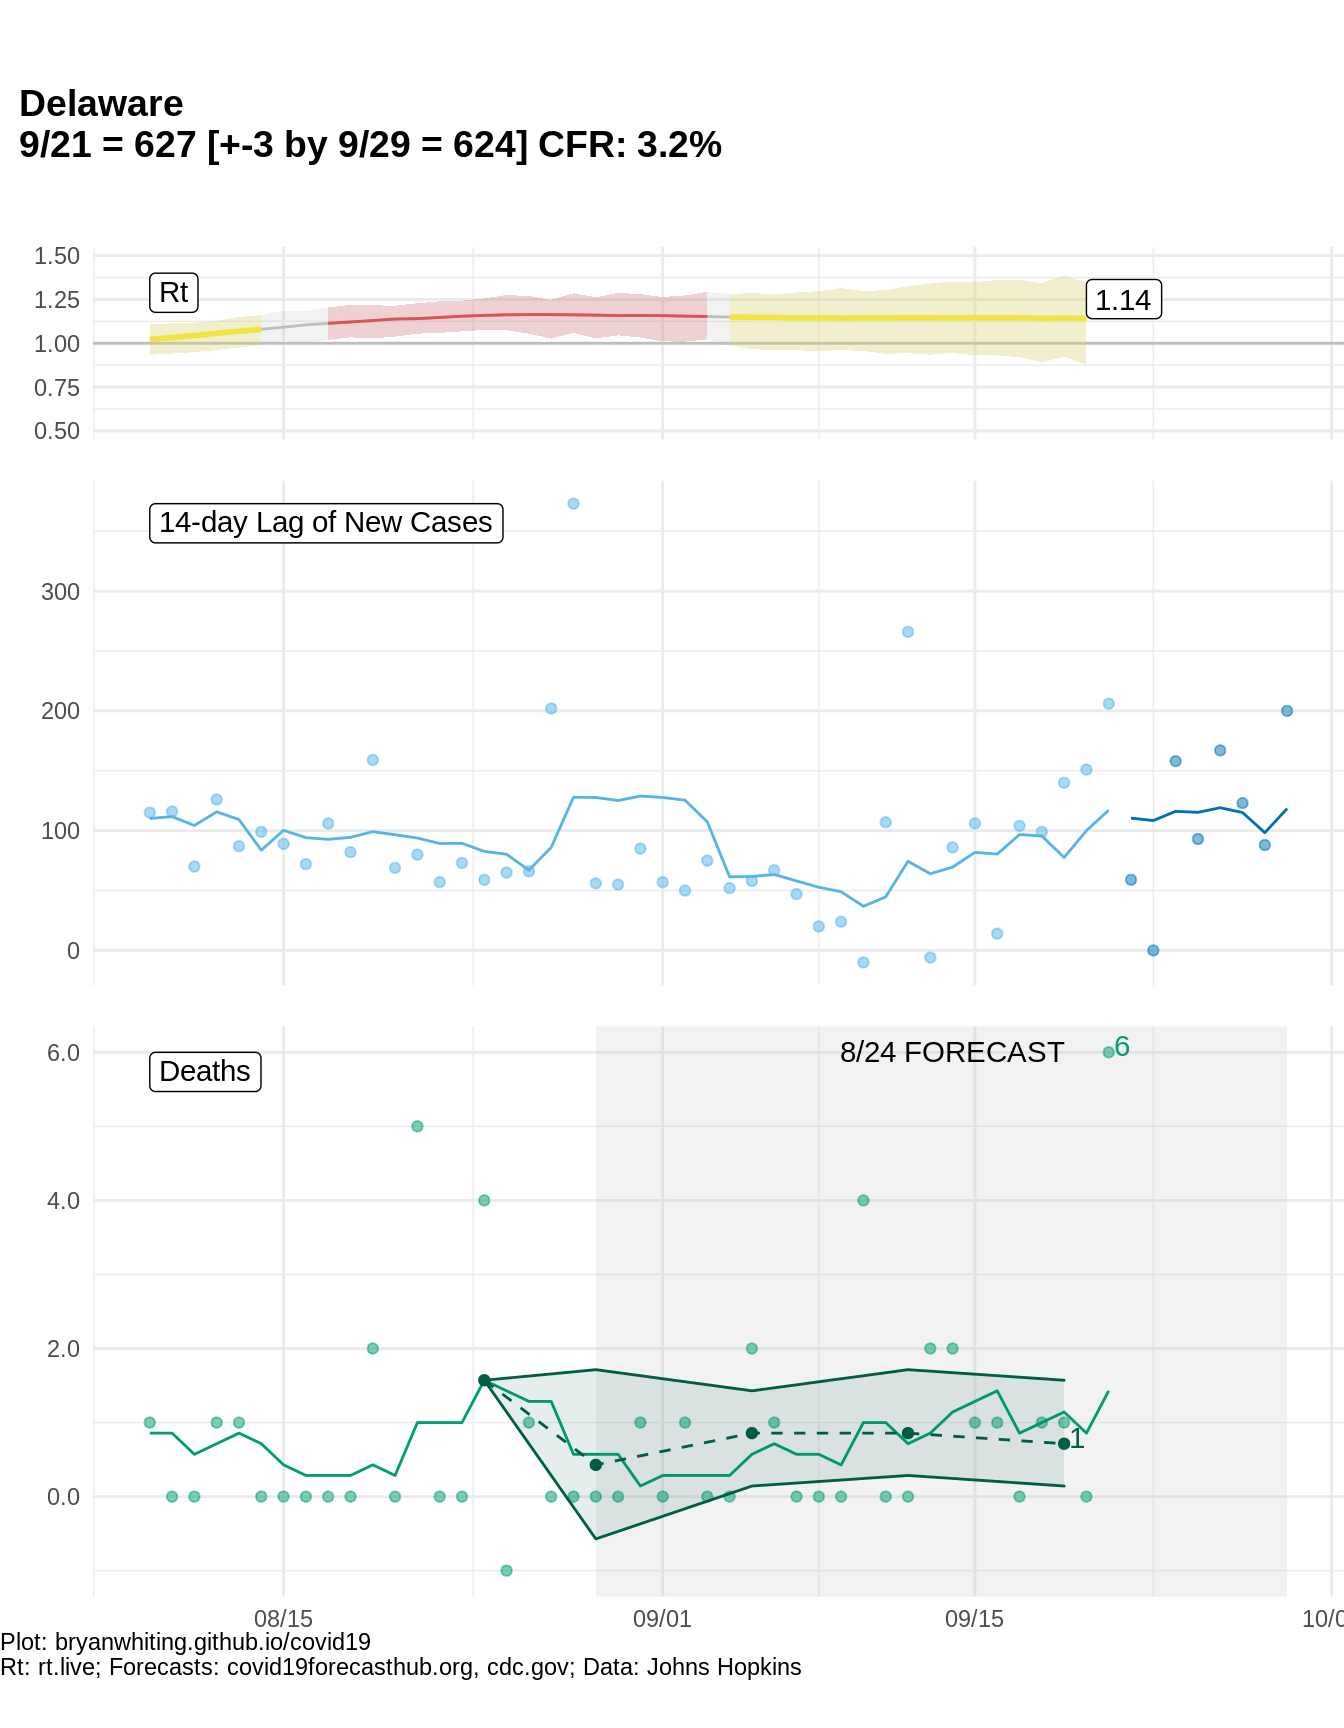 Delaware
9/21 = 627 [+-3 by 9/29 = 624] CFR: 3.2%
1.50
1.25
1.00
0.75
0.50
Rt
1.14
14-day Lag of New Cases
300
200
100
0
Deaths
8/24 FORECAST
6
6.0
4.0
2.0
0.0
1
08/15
09/01
09/15
10/0
Plot: bryanwhiting.github.io/covid19
Rt: rt.live; Forecasts: covid19forecasthub.org, cdc.gov; Data: Johns Hopkins